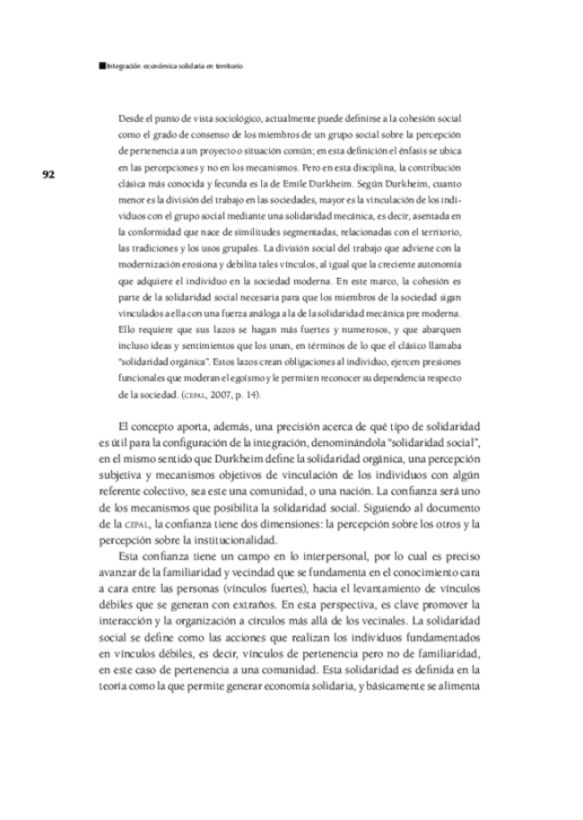 Integración económica solidaria en territorio
Desde el punto de vista sociológico, actualmente puede definirse a la cohesión social
como el grado de consenso de los miembros de un grupo social sobre la percepción
de pertenencia a un proyecto o situación común; en esta definición el énfasis se ubica
en las percepciones y no en los mecanismos. Pero en esta disciplina, la contribución
92
clásica más conocida y fecunda es la de Emile Durkheim. Según Durkheim, cuanto
menor es la división del trabajo en las sociedades, mayor es la vinculación de los indi-
viduos con el grupo social mediante una solidaridad mecánica, es decir, asentada en
la conformidad que nace de similitudes segmentadas, relacionadas con el territorio,
las tradiciones y los usos grupales. La división social del trabajo que adviene con la
modernización erosiona y debilita tales vínculos, al igual que la creciente autonomía
que adquiere el individuo en la sociedad moderna. En este marco, la cohesión es
parte de la solidaridad social necesaria para que los miembros de la sociedad sigan
vinculados a ella con una fuerza análoga a la de la solidaridad mecánica pre moderna.
Ello requiere que sus lazos se hagan más fuertes y numerosos, y que abarquen
incluso ideas y sentimientos que los unan, en términos de lo que el clásico llamaba
"solidaridad orgánica". Estos lazos crean obligaciones al individuo, ejercen presiones
funcionales que moderan el egoísmo y le permiten reconocer su dependencia respecto
de la sociedad. (CEPAL, 2007, p. 14).
El concepto aporta, además, una precisión acerca de qué tipo de solidaridad
es útil para la configuración de la integración, denominándola "solidaridad social",
en el mismo sentido que Durkheim define la solidaridad orgánica, una percepción
subjetiva y mecanismos objetivos de vinculación de los individuos con algún
referente colectivo, sea este una comunidad, o una nación. La confianza será uno
de los mecanismos que posibilita la solidaridad social. Siguiendo al documento
de la CEPAL, la confianza tiene dos dimensiones: la percepción sobre los otros y la
percepción sobre la institucionalidad.
Esta confianza tiene un campo en lo interpersonal, por lo cual es preciso
avanzar de la familiaridad y vecindad que se fundamenta en el conocimiento cara
a cara entre las personas (vínculos fuertes), hacia el levantamiento de vínculos
débiles que se generan con extraños. En esta perspectiva, es clave promover la
interacción y la organización a círculos más allá de los vecinales. La solidaridad
social se define como las acciones que realizan los individuos fundamentados
en vínculos débiles, es decir, vínculos de pertenencia pero no de familiaridad,
en este caso de pertenencia a una comunidad. Esta solidaridad es definida en la
teoría como la que permite generar economía solidaria, y básicamente se alimenta